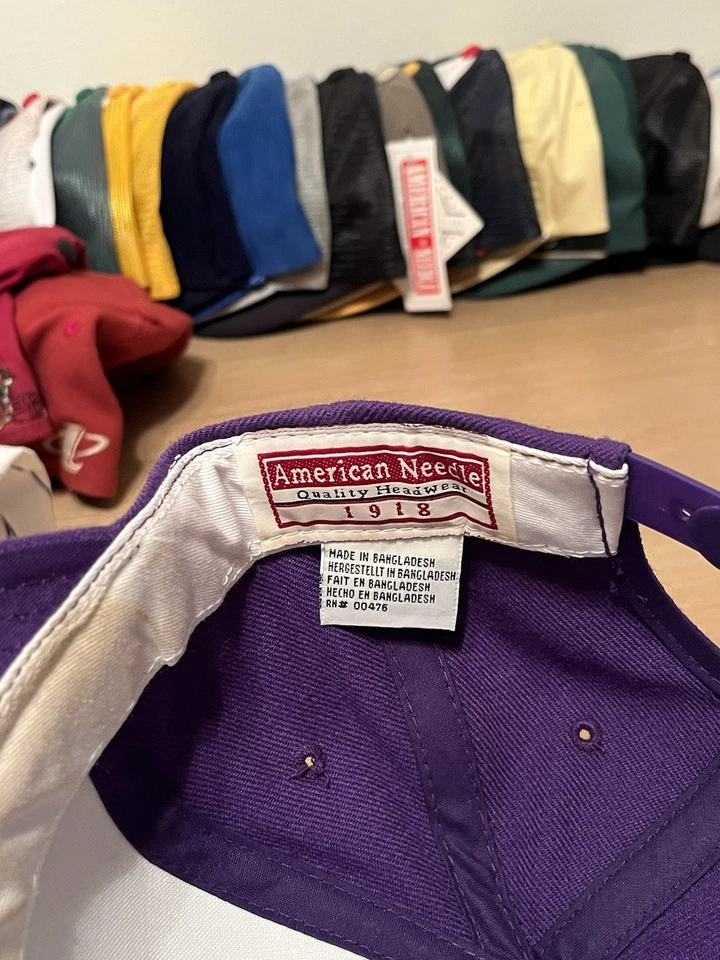 AMERICAN
American Needle
Quality Headwear
1918
MADE IN BANGLADESH
HERGESTELLT IN BANGLADESH
FAIT EN BANGLADESH
HECHO EN BANGLADESH
RN# 00476